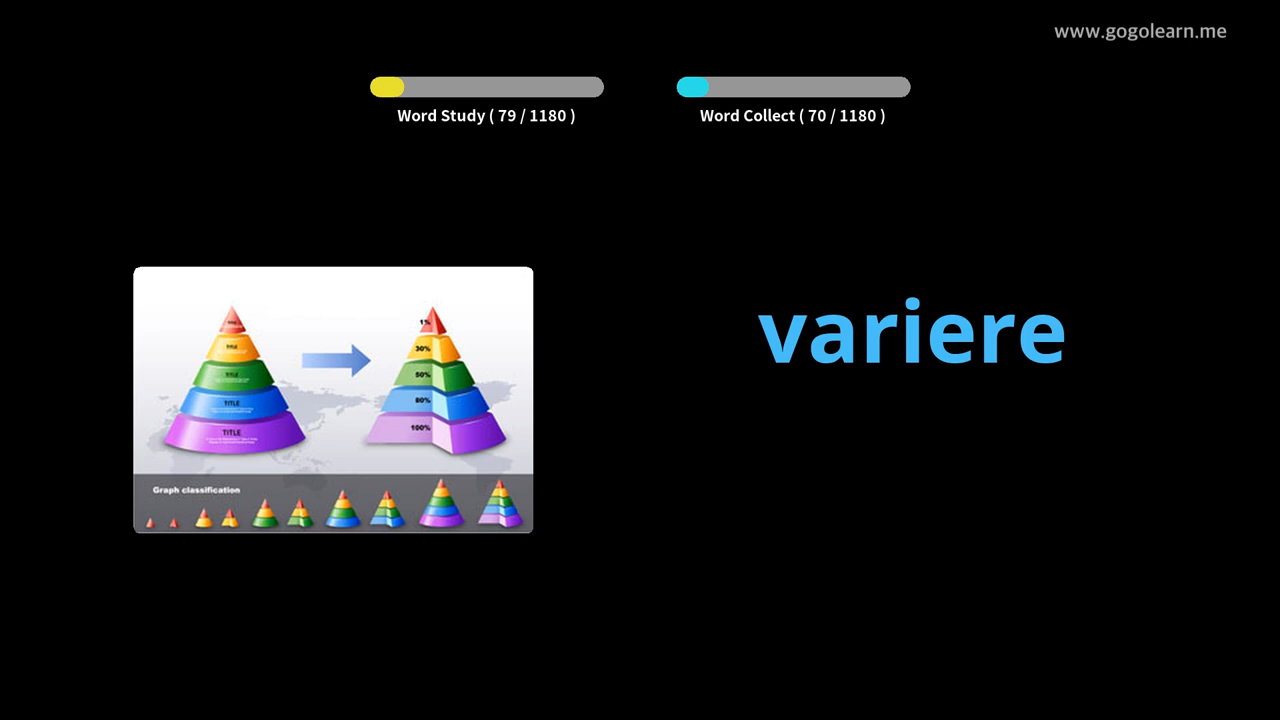 www.gogolearn.me
Word Study ( 79 / 1180 )
Word Collect ( 70 / 1180 )
variere
TITLE
TITLE
TITLE
TITLE
1%
30%
50%
80%
100%
Graph classification